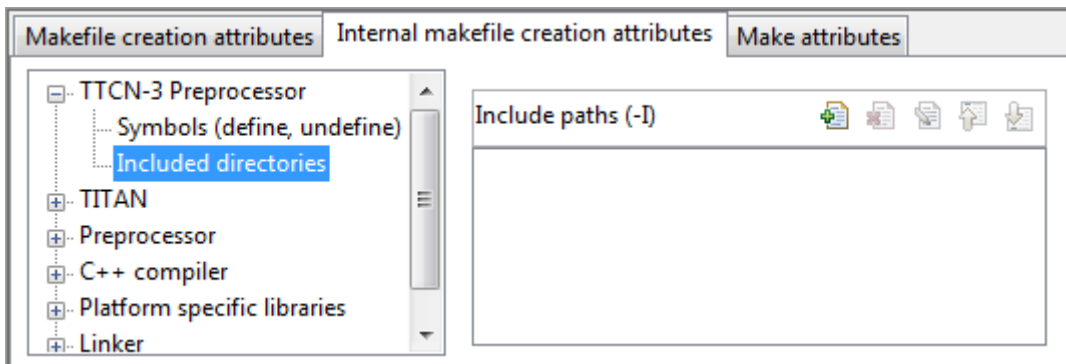 Makefile creation attributes Internal makefile creation attributes Make attributes
TTCN-3 Preprocessor
Symbols (define, undefine)
Included directories
TITAN
Preprocessor
C++ compiler
Platform specific libraries
Linker
Include paths (-I)